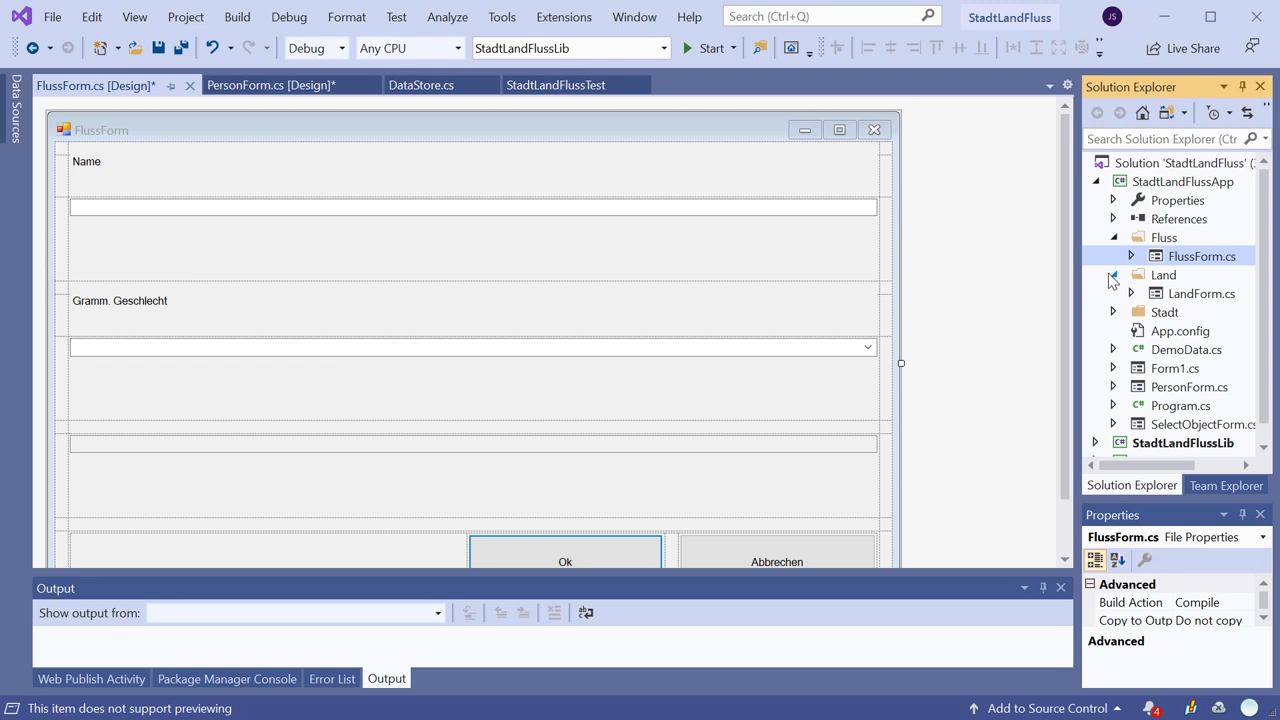 File Edit View Project Build Debug Format Test Analyze Tools Extensions Window Help Search (Ctrl+Q) StadtLandFluss JS
Debug Any CPU StadtLandFlussLib Start Live Share
Data Sources
FlussForm.cs [Design]* PersonForm.cs [Design]* DataStore.cs StadtLandFlussTest
FlussForm
Name
Gramm. Geschlecht
Ok Abbrechen
Output
Show output from:
Web Publish Activity Package Manager Console Error List Output
Solution Explorer
Search Solution Explorer (Ctr
Solution 'StadtLandFluss' (
StadtLandFlussApp
Properties
References
Fluss
FlussForm.cs
Land
LandForm.cs
Stadt
App.config
DemoData.cs
Form1.cs
PersonForm.cs
Program.cs
SelectObjectForm.cs
StadtLandFlussLib
Solution Explorer Team Explorer
Properties
FlussForm.cs File Properties
Advanced
Build Action Compile
Copy to Outp Do not copy
Advanced
This item does not support previewing Add to Source Control 4